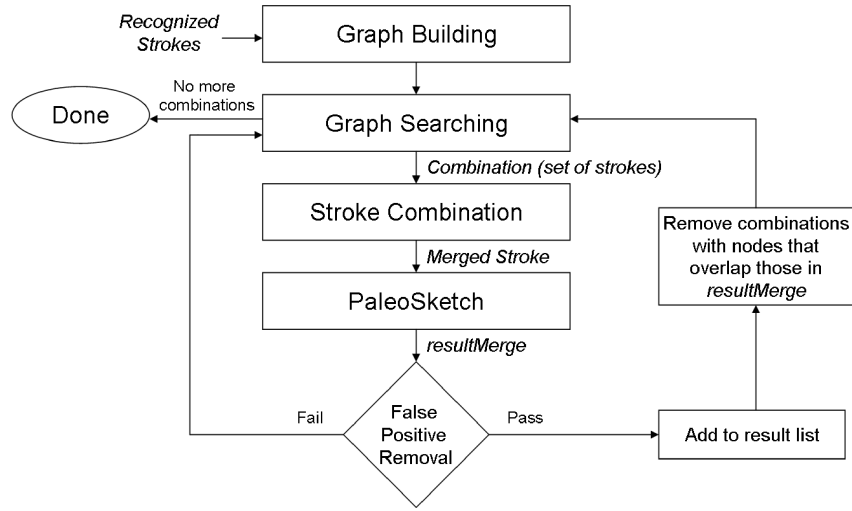 Recognized
Strokes
Graph Building
No more
combinations
Done
Graph Searching
Combination (set of strokes)
Stroke Combination
Remove combinations
with nodes that
overlap those in
resultMerge
Merged Stroke
PaleoSketch
resultMerge
Fail
False
Positive
Removal
Pass
Add to result list